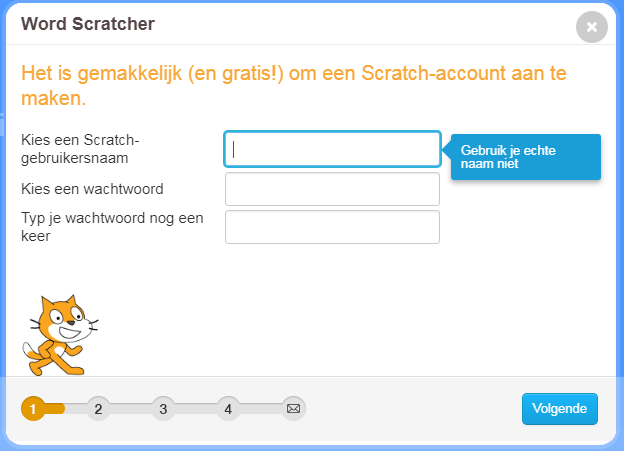 Word Scratcher
Het is gemakkelijk (en gratis!) om een Scratch-account aan te
maken.
Kies een Scratch-
gebruikersnaam
Gebruik je echte
naam niet
Kies een wachtwoord
Typ je wachtwoord nog een
keer
1
2
3
4
Volgende